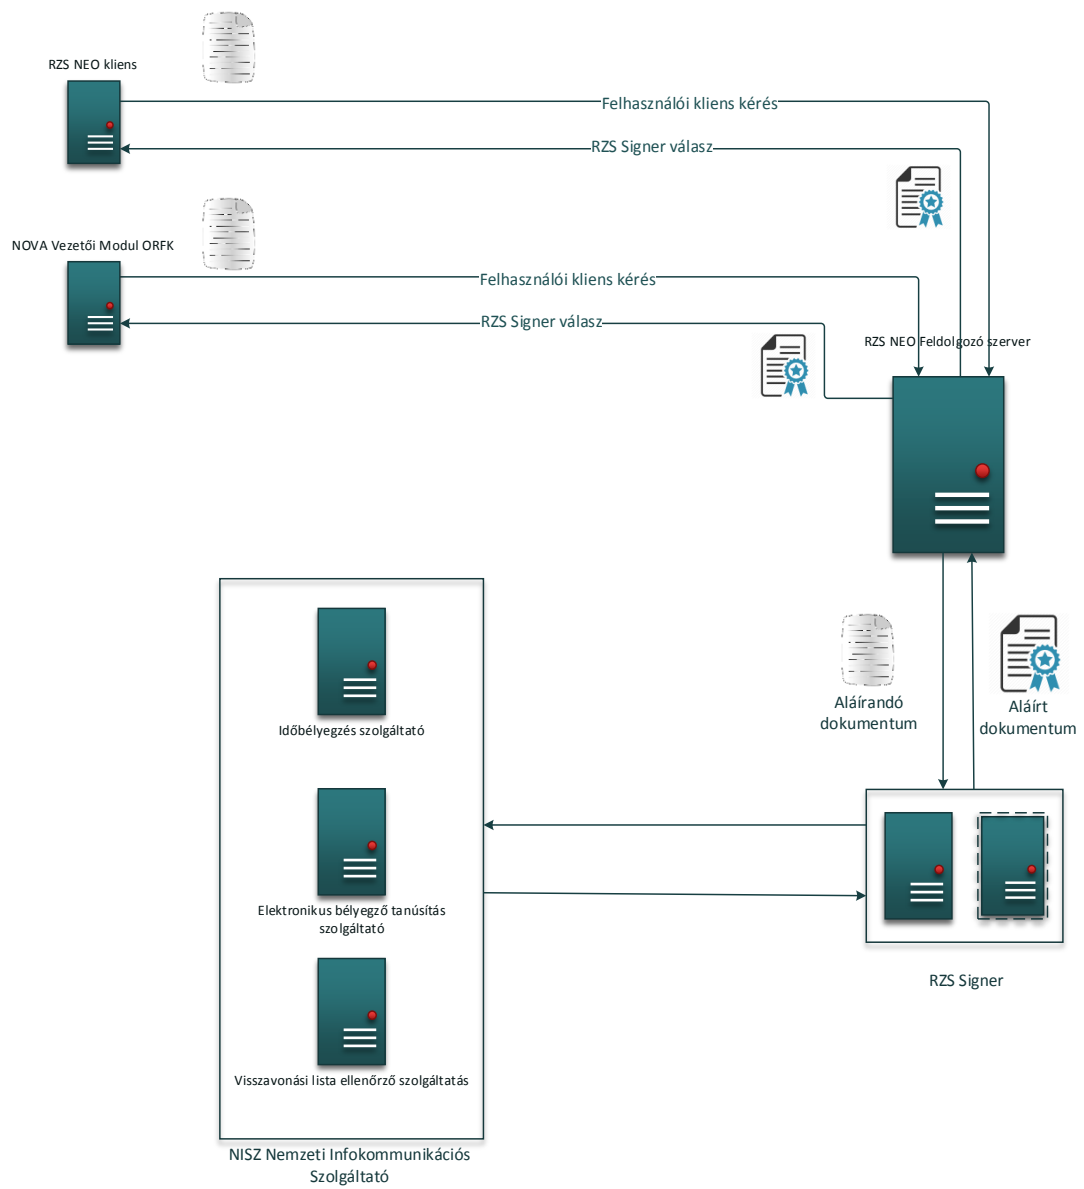 RZS NEO kliens
Felhasználói kliens kérés
RZS Signer válasz
NOVA Vezetői Modul ORFK
Felhasználói kliens kérés
RZS Signer válasz
RZS NEO Feldolgozó szerver
Aláírandó
dokumentum
Aláírt
dokumentum
Időbélyegzés szolgáltató
Elektronikus bélyegző tanúsítás
szolgáltató
RZS Signer
Visszavonási lista ellenőrző szolgáltatás
NISZ Nemzeti Infokommunikációs
Szolgáltató